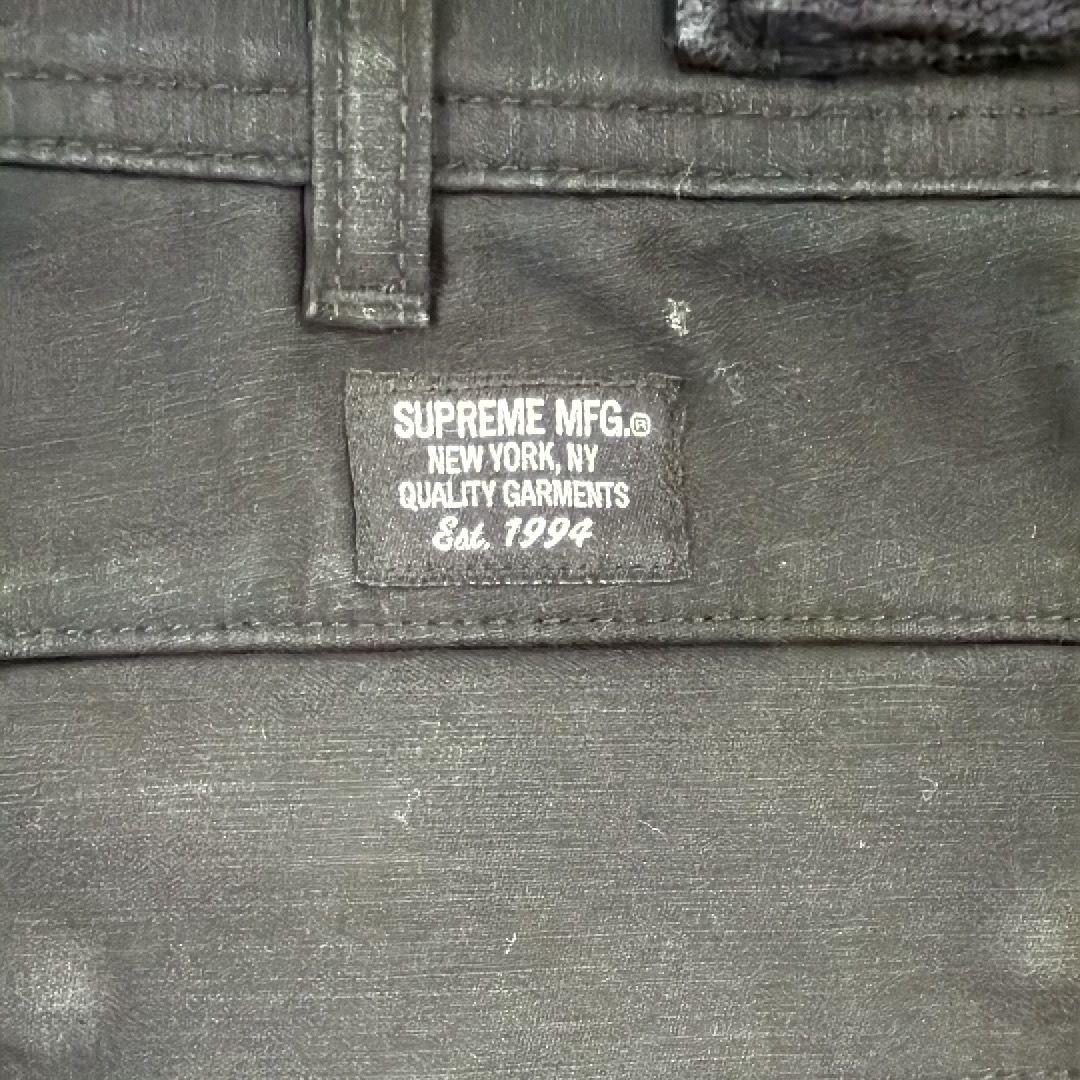 SUPREME MFG.®
NEW YORK, NY
QUALITY GARMENTS
Est. 1994